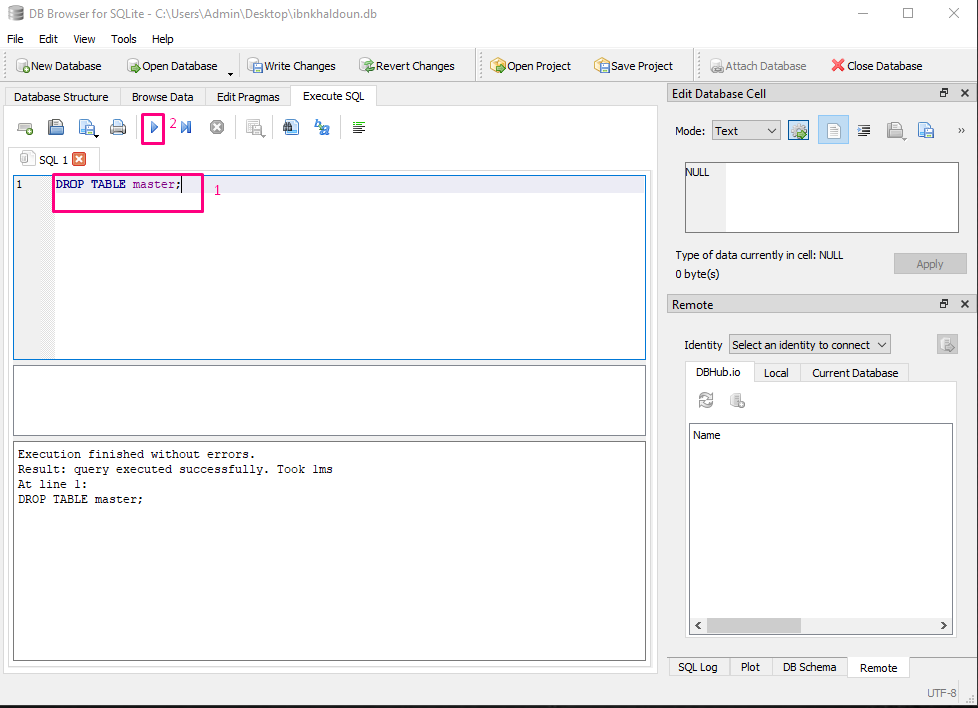 DB Browser for SQLite - C:\Users\Admin\Desktop\ibnkhaldoun.db
File Edit View Tools Help
New Database Open Database Write Changes Revert Changes Open Project Save Project Attach Database Close Database
Database Structure Browse Data Edit Pragmas Execute SQL
2
SQL 1
1 DROP TABLE master;
1
Execution finished without errors.
Result: query executed successfully. Took 1ms
At line 1:
DROP TABLE master;
Edit Database Cell
Mode: Text
NULL
Type of data currently in cell: NULL
0 byte(s)
Apply
Remote
Identity Select an identity to connect
DBHub.io Local Current Database
Name
SQL Log Plot DB Schema Remote
UTF-8